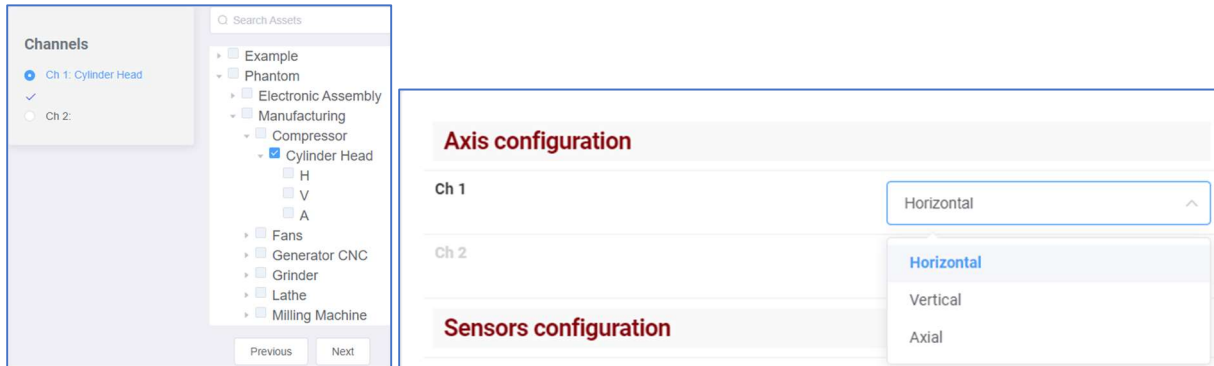 Channels
Ch 1: Cylinder Head
Ch 2:
Search Assets
Example
Phantom
Electronic Assembly
Manufacturing
Compressor
Cylinder Head
H
V
A
Fans
Generator CNC
Grinder
Lathe
Milling Machine
Previous Next
Axis configuration
Ch 1
Horizontal
Ch 2
Horizontal
Vertical
Axial
Sensors configuration